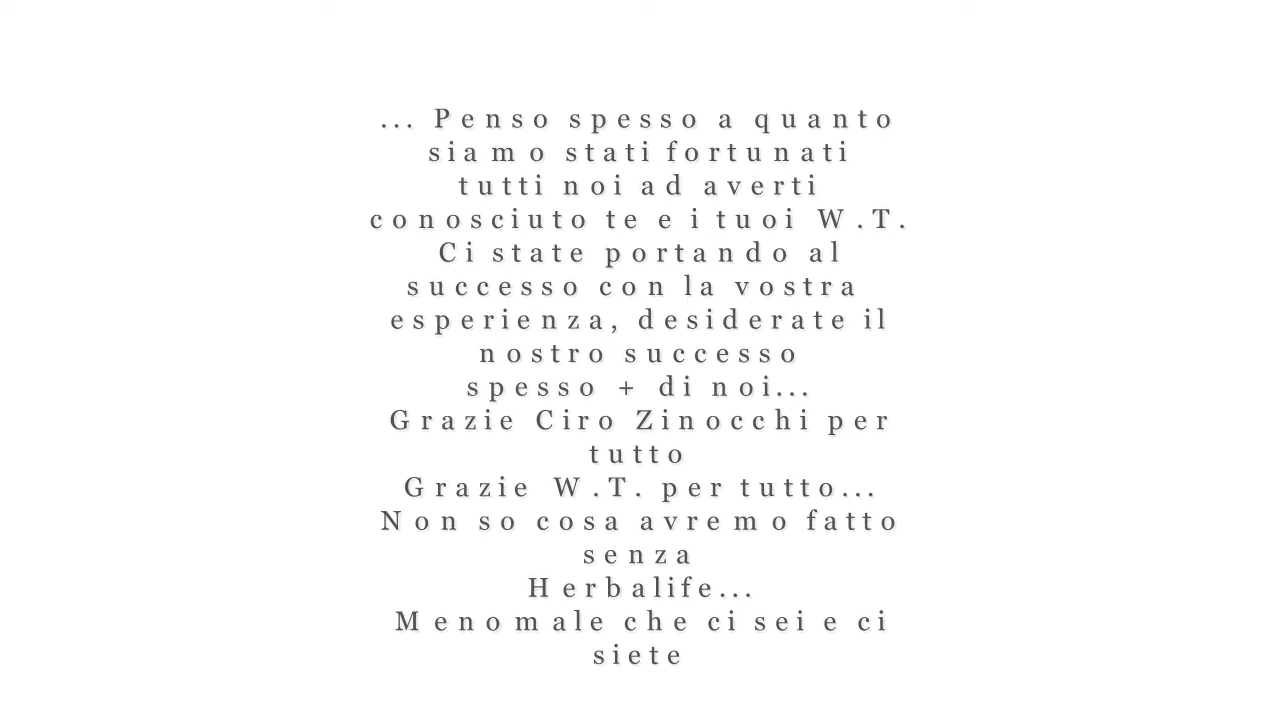 ... Penso spesso a quanto
siamo stati fortunati
tutti noi ad averti
conosciuto te e i tuoi W.T.
Ci state portando al
successo con la vostra
esperienza, desiderate il
nostro successo
spesso + di noi...
Grazie Ciro Zinocchi per
tutto
Grazie W.T. per tutto...
Non so cosa avremo fatto
senza
Herbalife...
Menomale che ci sei e ci
siete